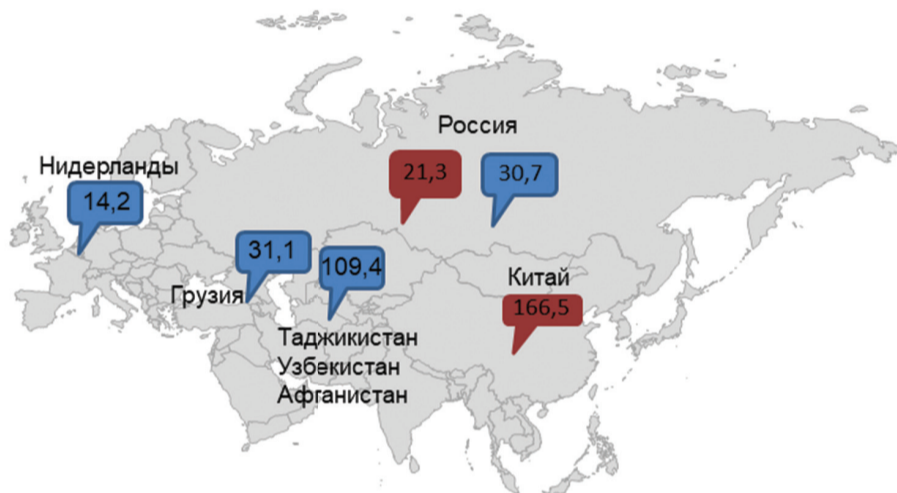 Россия
21,3
30,7
Нидерланды
14,2
31,1
109,4
Грузия
Китай
166,5
Таджикистан
Узбекистан
Афганистан